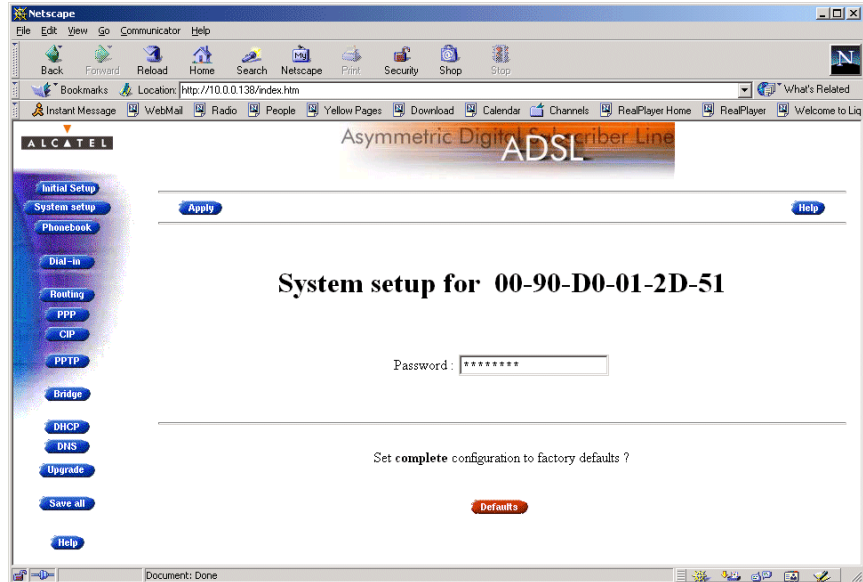 Netscape
File Edit View Go Communicator Help
Back Forward Reload Home Search Netscape Print Security Shop Stop
Bookmarks Location: http://10.0.0.138/index.htm What's Related
Instant Message WebMail Radio People Yellow Pages Download Calendar Channels RealPlayer Home RealPlayer Welcome to Liq
ALCATEL
Asymmetric Digital Subscriber Line
ADSL
Initial Setup
System setup
Apply
Help
Phonebook
Dial-in
Routing
PPP
CIP
PPTP
Bridge
DHCP
DNS
Upgrade
Save all
Help
System setup for 00-90-D0-01-2D-51
Password : ********
Set complete configuration to factory defaults ?
Defaults
Document: Done